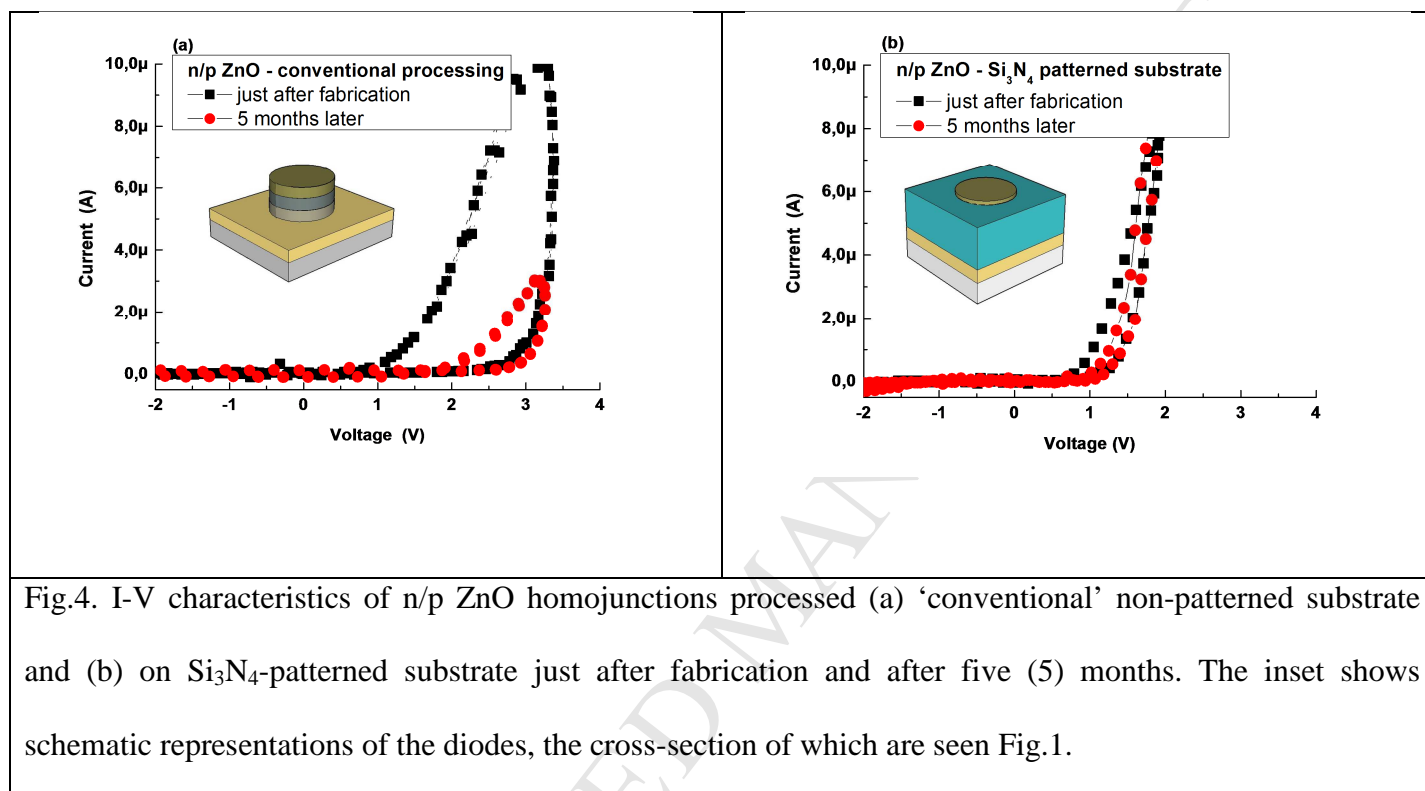 (a)
n/p ZnO - conventional processing
just after fabrication
5 months later
10,0μ
8,0μ
6,0μ
4,0μ
2,0μ
0,0
Current (A)
-2 -1 0 1 2 3 4
Voltage (V)
(b)
n/p ZnO - Si₃N₄ patterned substrate
just after fabrication
5 months later
10,0μ
8,0μ
6,0μ
4,0μ
2,0μ
0,0
Current (A)
-2 -1 0 1 2 3 4
Voltage (V)
Fig.4. I-V characteristics of n/p ZnO homojunctions processed (a) ‘conventional’ non-patterned substrate
and (b) on Si₃N₄-patterned substrate just after fabrication and after five (5) months. The inset shows
schematic representations of the diodes, the cross-section of which are seen Fig.1.